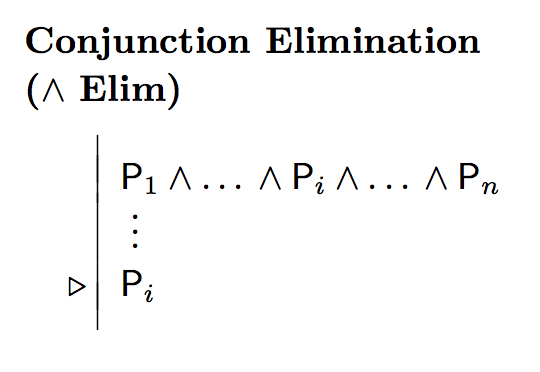 Conjunction Elimination
(∧ Elim)
P₁ ∧ … ∧ Pᵢ ∧ … ∧ Pₙ
⋮
▷ Pᵢ